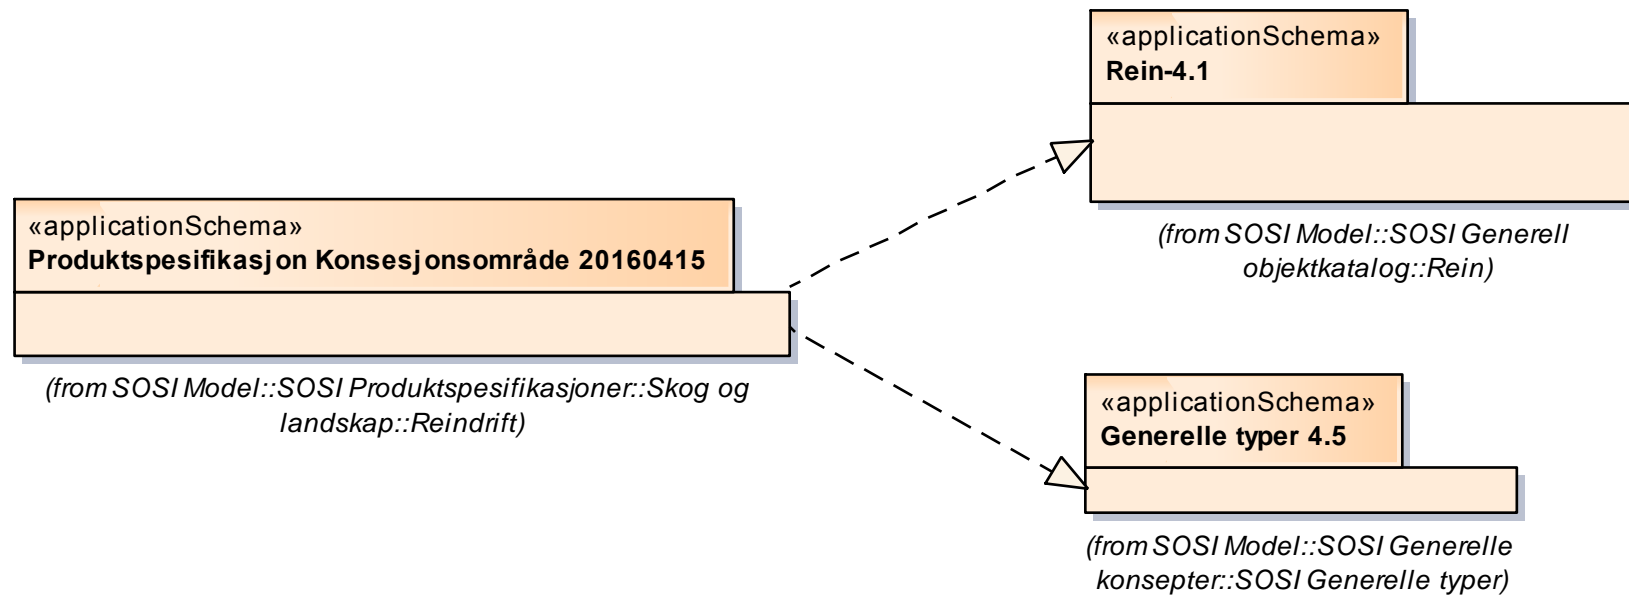 «applicationSchema»
Rein-4.1
(from SOSI Model::SOSI Generell
objektkatalog::Rein)
«applicationSchema»
Produktspesifikasjon Konsesjonsområde 20160415
(from SOSI Model::SOSI Produktspesifikasjoner::Skog og
landskap::Reindrift)
«applicationSchema»
Generelle typer 4.5
(from SOSI Model::SOSI Generelle
konsepter::SOSI Generelle typer)